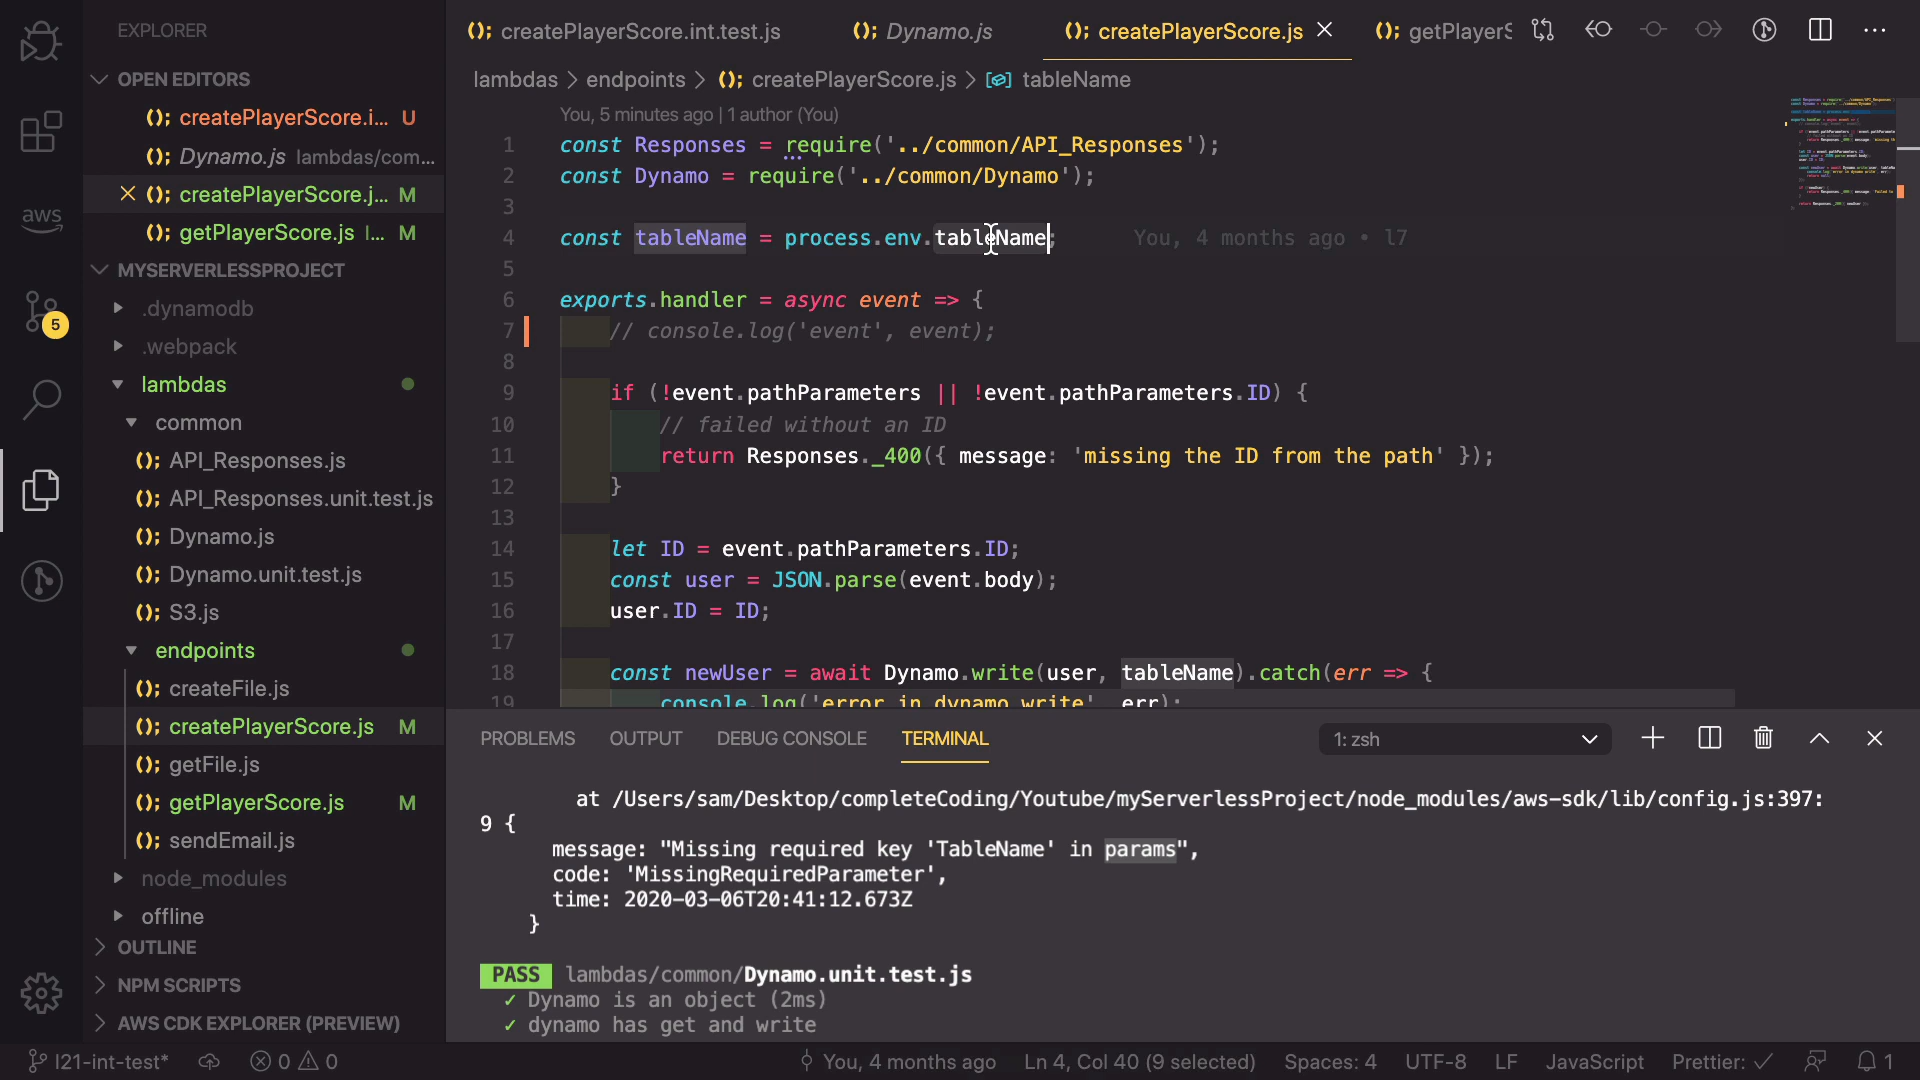 EXPLORER
OPEN EDITORS
(); createPlayerScore.i... U
(); Dynamo.js lambdas/com...
(); createPlayerScore.j... M
(); getPlayerScore.js l... M
MYSERVERLESSPROJECT
.dynamodb
.webpack
lambdas
common
(); API_Responses.js
(); API_Responses.unit.test.js
(); Dynamo.js
(); Dynamo.unit.test.js
(); S3.js
endpoints
(); createFile.js
(); createPlayerScore.js M
(); getFile.js
(); getPlayerScore.js M
(); sendEmail.js
node_modules
offline
OUTLINE
NPM SCRIPTS
AWS CDK EXPLORER (PREVIEW)
aws
5
(); createPlayerScore.int.test.js (); Dynamo.js (); createPlayerScore.js (); getPlayerS
lambdas > endpoints > (); createPlayerScore.js > tableName
You, 5 minutes ago | 1 author (You)
1 const Responses = require('../common/API_Responses');
2 const Dynamo = require('../common/Dynamo');
3
4 const tableName = process.env.tableName; You, 4 months ago • l7
5
6 exports.handler = async event => {
7 // console.log('event', event);
8
9 if (!event.pathParameters || !event.pathParameters.ID) {
10 // failed without an ID
11 return Responses._400({ message: 'missing the ID from the path' });
12 }
13
14 let ID = event.pathParameters.ID;
15 const user = JSON.parse(event.body);
16 user.ID = ID;
17
18 const newUser = await Dynamo.write(user, tableName).catch(err => {
19 console.log('error in dynamo write', err);
PROBLEMS OUTPUT DEBUG CONSOLE TERMINAL 1: zsh
at /Users/sam/Desktop/completeCoding/Youtube/myServerlessProject/node_modules/aws-sdk/lib/config.js:397:
9 {
message: "Missing required key 'TableName' in params",
code: 'MissingRequiredParameter',
time: 2020-03-06T20:41:12.673Z
}
PASS lambdas/common/Dynamo.unit.test.js
✓ Dynamo is an object (2ms)
✓ dynamo has get and write
l21-int-test* 0 0 You, 4 months ago Ln 4, Col 40 (9 selected) Spaces: 4 UTF-8 LF JavaScript Prettier: ✓ 1